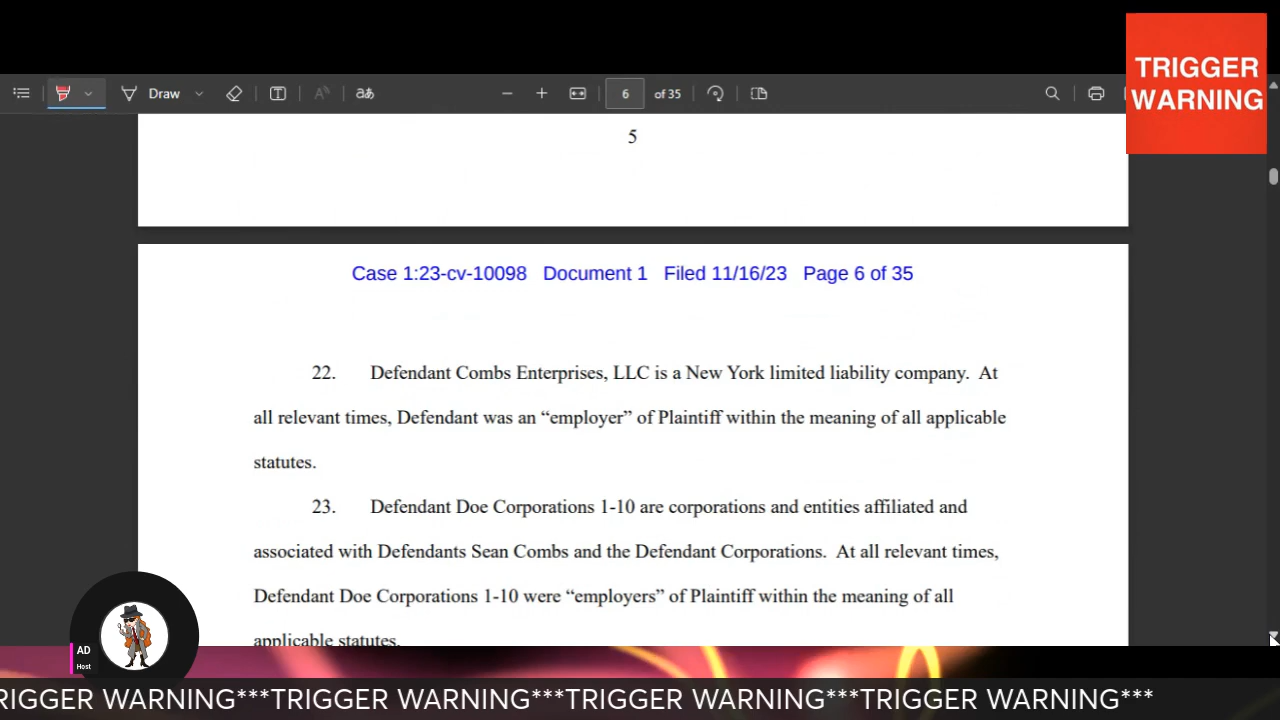 TRIGGER
WARNING
Draw
6 of 35
5
Case 1:23-cv-10098 Document 1 Filed 11/16/23 Page 6 of 35
22. Defendant Combs Enterprises, LLC is a New York limited liability company. At
all relevant times, Defendant was an “employer” of Plaintiff within the meaning of all applicable
statutes.
23. Defendant Doe Corporations 1-10 are corporations and entities affiliated and
associated with Defendants Sean Combs and the Defendant Corporations. At all relevant times,
Defendant Doe Corporations 1-10 were “employers” of Plaintiff within the meaning of all
applicable statutes.
AD
Host
RIGGER WARNING***TRIGGER WARNING***TRIGGER WARNING***TRIGGER WARNING***